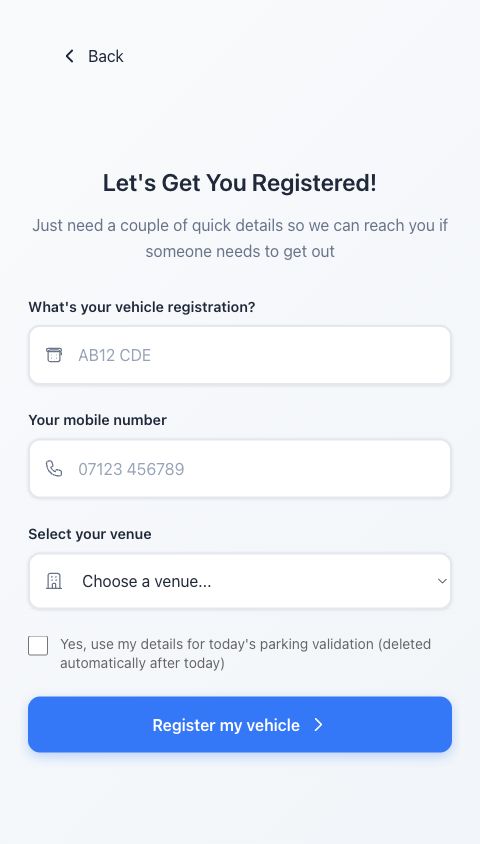 Back
Let's Get You Registered!
Just need a couple of quick details so we can reach you if
someone needs to get out
What's your vehicle registration?
AB12 CDE
Your mobile number
07123 456789
Select your venue
Choose a venue...
Yes, use my details for today's parking validation (deleted
automatically after today)
Register my vehicle